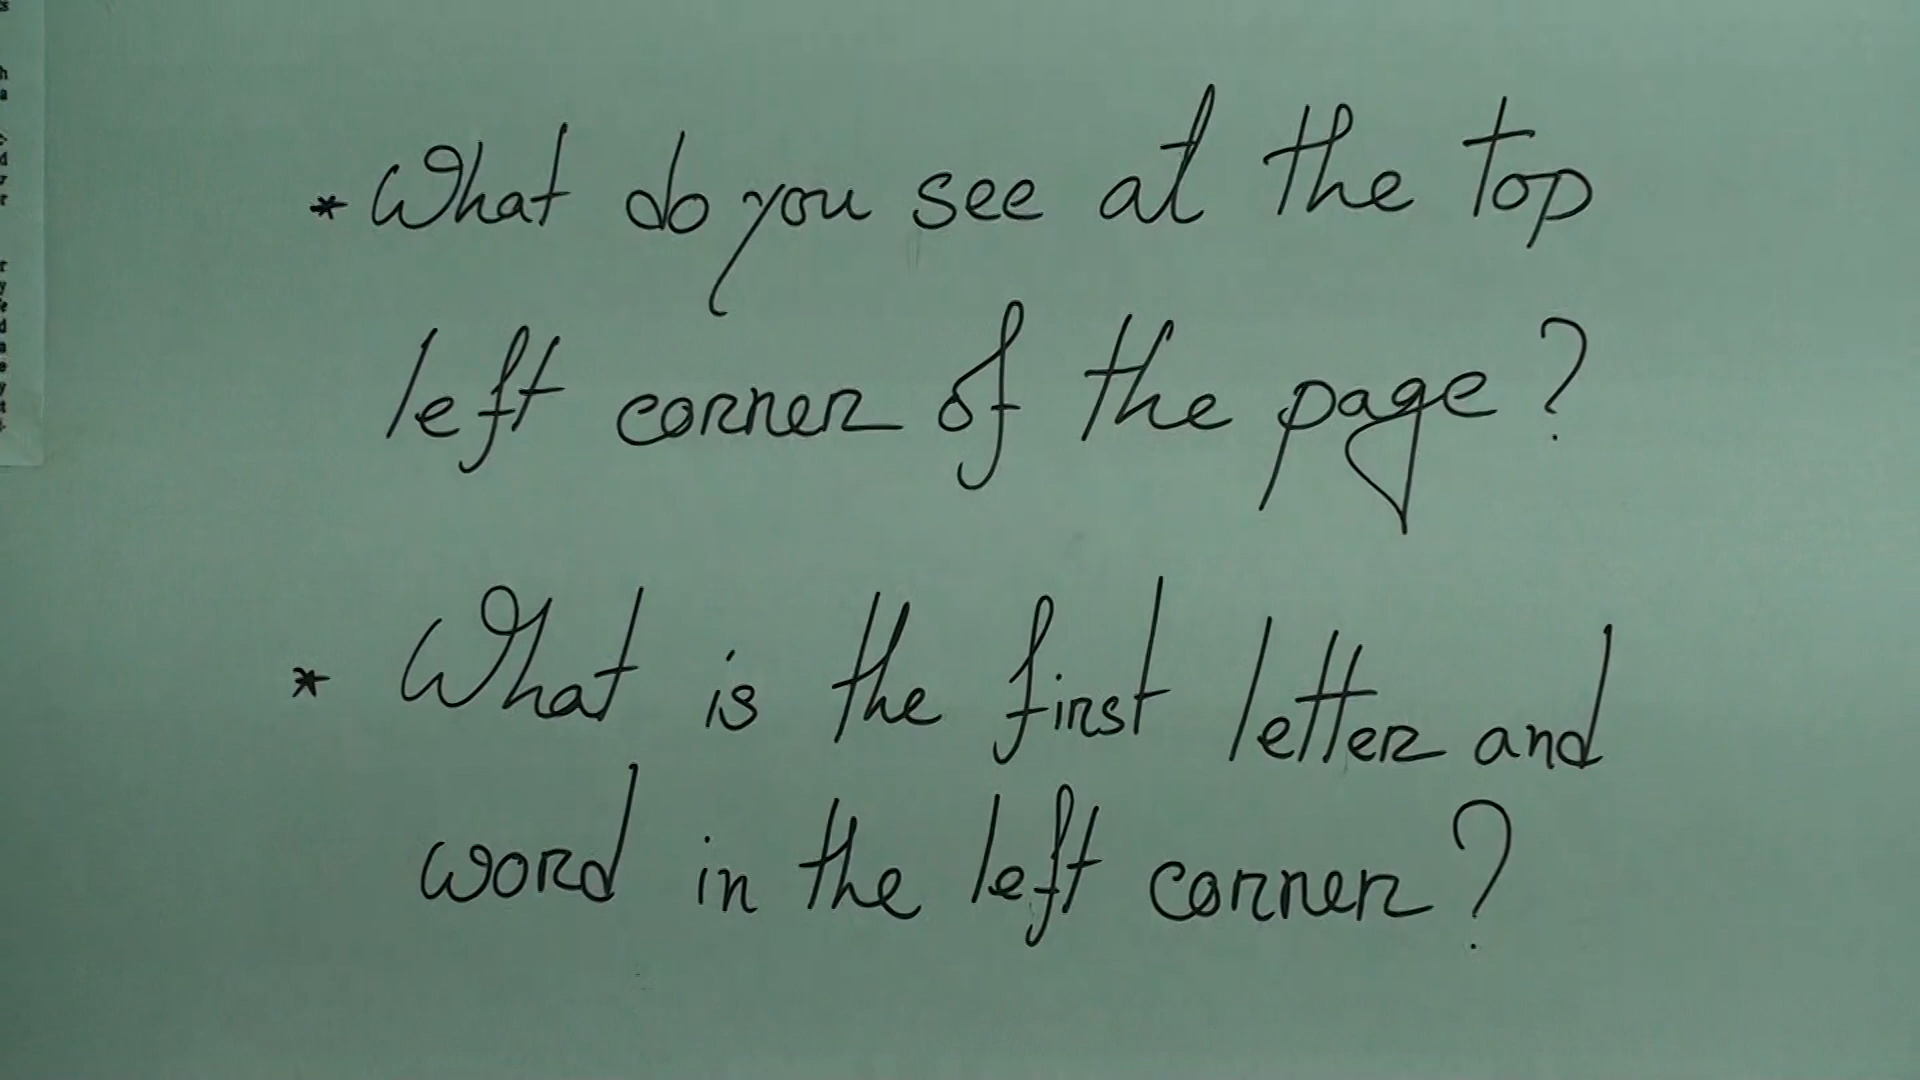 * What do you see at the top
left corner of the page?
* What is the first letter and
word in the left corner?